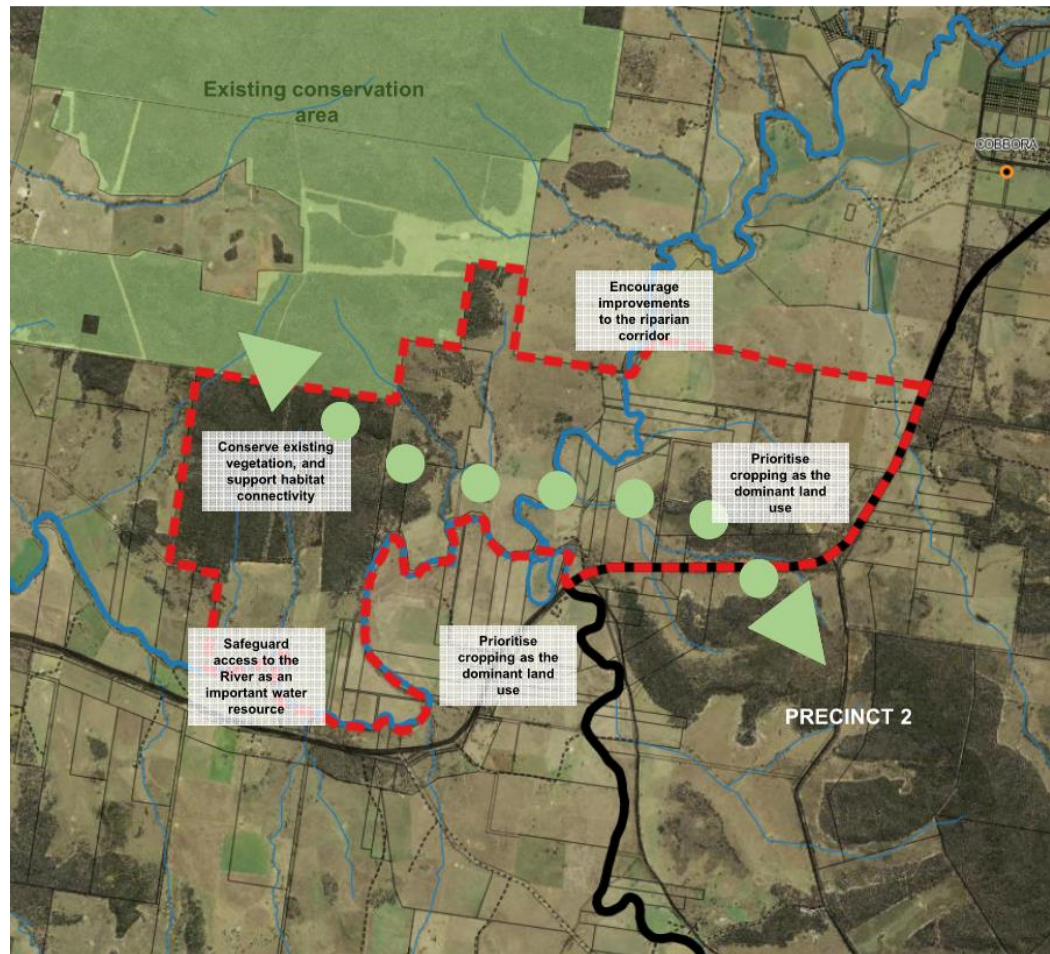 Existing conservation
area
COBBORA
Encourage
improvements
to the riparian
corridor
Conserve existing
vegetation, and
support habitat
connectivity
Prioritise
cropping as the
dominant land
use
Safeguard
access to the
River as an
important water
resource
Prioritise
cropping as the
dominant land
use
PRECINCT 2